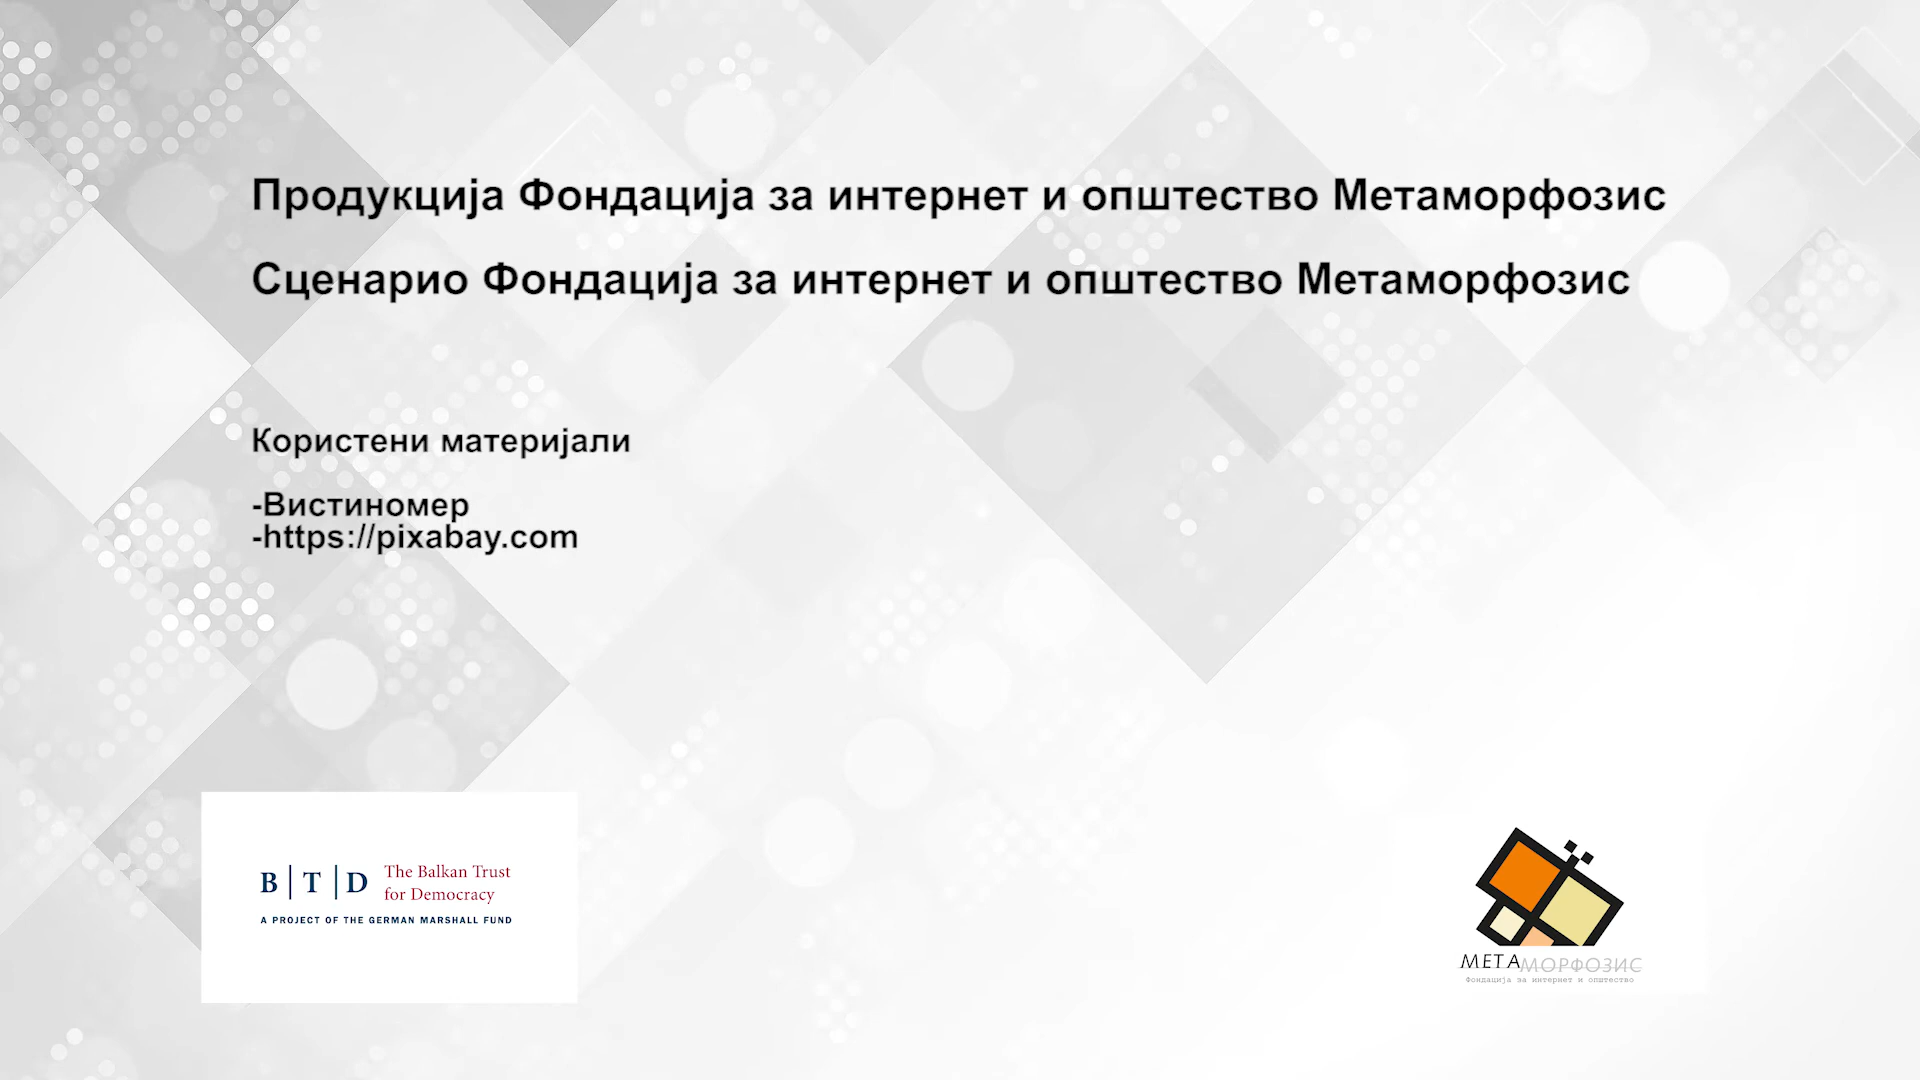 Продукција Фондација за интернет и општество Метаморфозис
Сценарио Фондација за интернет и општество Метаморфозис
Користени материјали
-Вистиномер
-https://pixabay.com
B|T|D The Balkan Trust
for Democracy
A PROJECT OF THE GERMAN MARSHALL FUND
МЕТАМОРФОЗИС
Фондација за интернет и општество